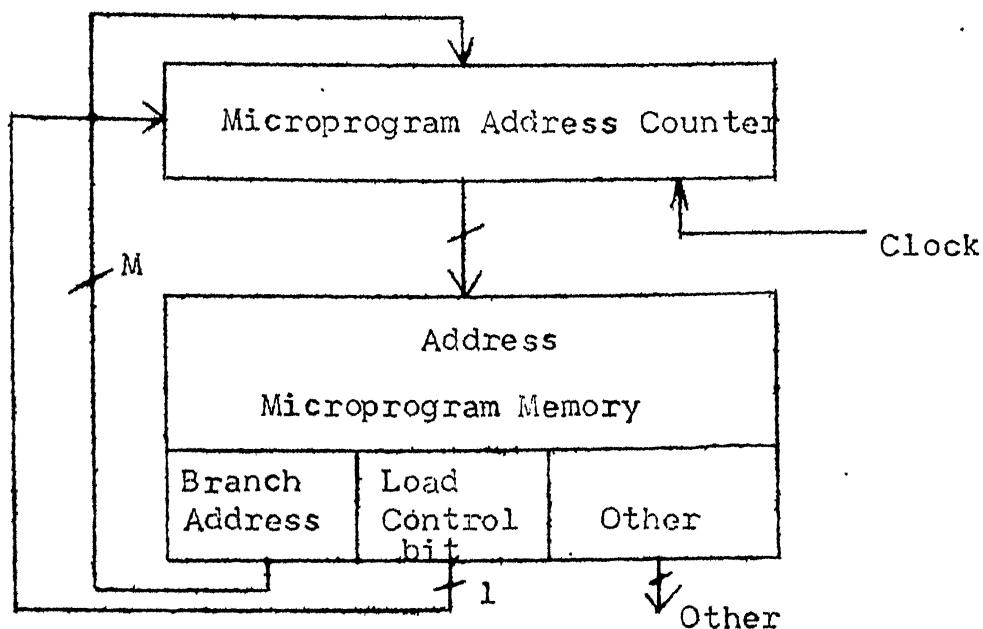 Microprogram Address Counter
Clock
M
Address
Microprogram Memory
Branch
Address
Load
Control
bit
Other
1
Other